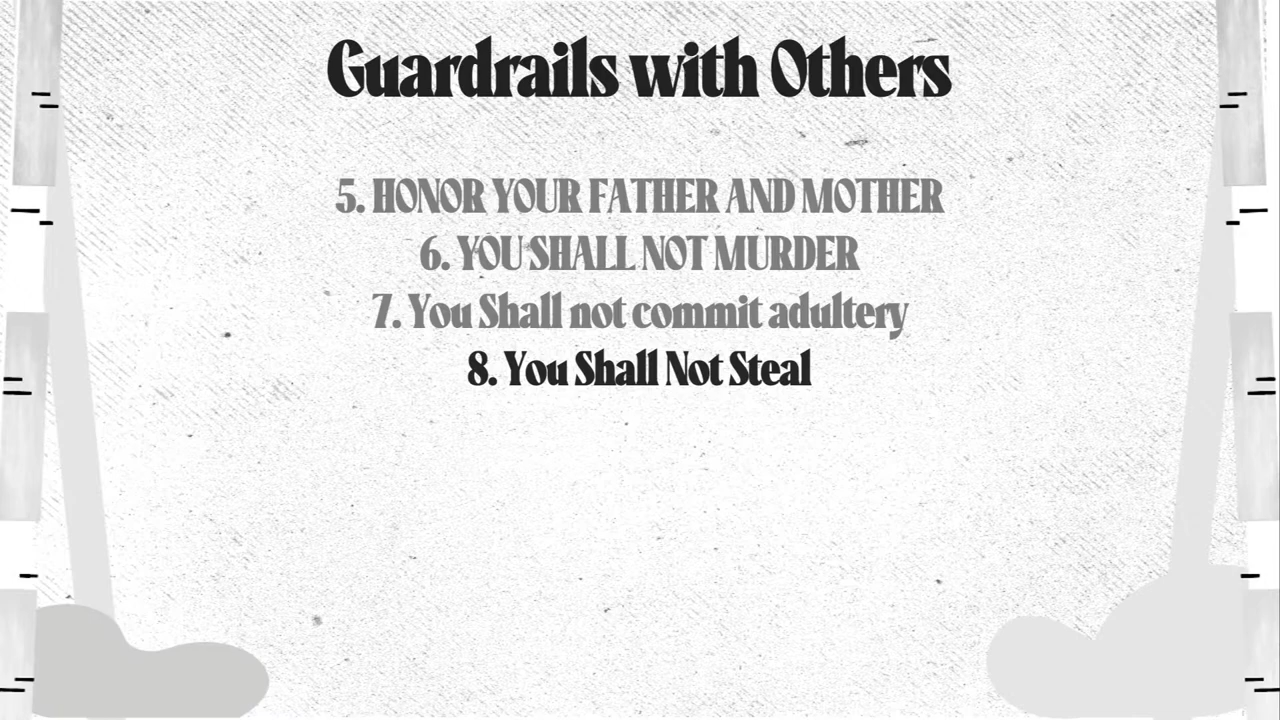 Guardrails with Others
5. HONOR YOUR FATHER AND MOTHER
6. YOU SHALL NOT MURDER
7. You Shall not commit adultery
8. You Shall Not Steal